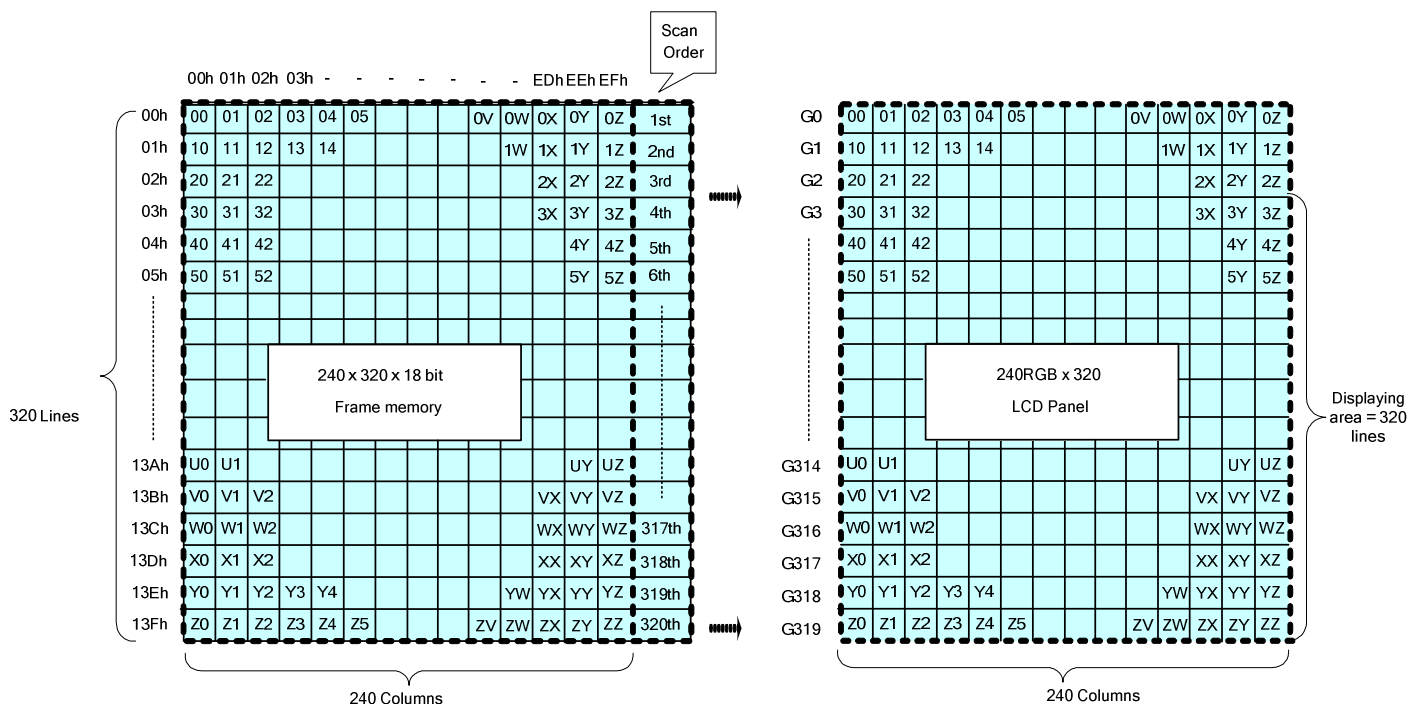 Scan
Order
00h 01h 02h 03h - - - - - - - EDh EEh EFh
00h 00 01 02 03 04 05 0V 0W 0X 0Y 0Z 1st
01h 10 11 12 13 14 1W 1X 1Y 1Z 2nd
02h 20 21 22 2X 2Y 2Z 3rd
03h 30 31 32 3X 3Y 3Z 4th
04h 40 41 42 4Y 4Z 5th
05h 50 51 52 5Y 5Z 6th
240 x 320 x 18 bit
Frame memory
320 Lines
13Ah U0 U1 UY UZ
13Bh V0 V1 V2 VX VY VZ
13Ch W0 W1 W2 WX WY WZ 317th
13Dh X0 X1 X2 XX XY XZ 318th
13Eh Y0 Y1 Y2 Y3 Y4 YW YX YY YZ 319th
13Fh Z0 Z1 Z2 Z3 Z4 Z5 ZV ZW ZX ZY ZZ 320th
240 Columns
G0 00 01 02 03 04 05 0V 0W 0X 0Y 0Z
G1 10 11 12 13 14 1W 1X 1Y 1Z
G2 20 21 22 2X 2Y 2Z
G3 30 31 32 3X 3Y 3Z
40 41 42 4Y 4Z
50 51 52 5Y 5Z
240RGB x 320
LCD Panel
Displaying
area = 320
lines
G314 U0 U1 UY UZ
G315 V0 V1 V2 VX VY VZ
G316 W0 W1 W2 WX WY WZ
G317 X0 X1 X2 XX XY XZ
G318 Y0 Y1 Y2 Y3 Y4 YW YX YY YZ
G319 Z0 Z1 Z2 Z3 Z4 Z5 ZV ZW ZX ZY ZZ
240 Columns